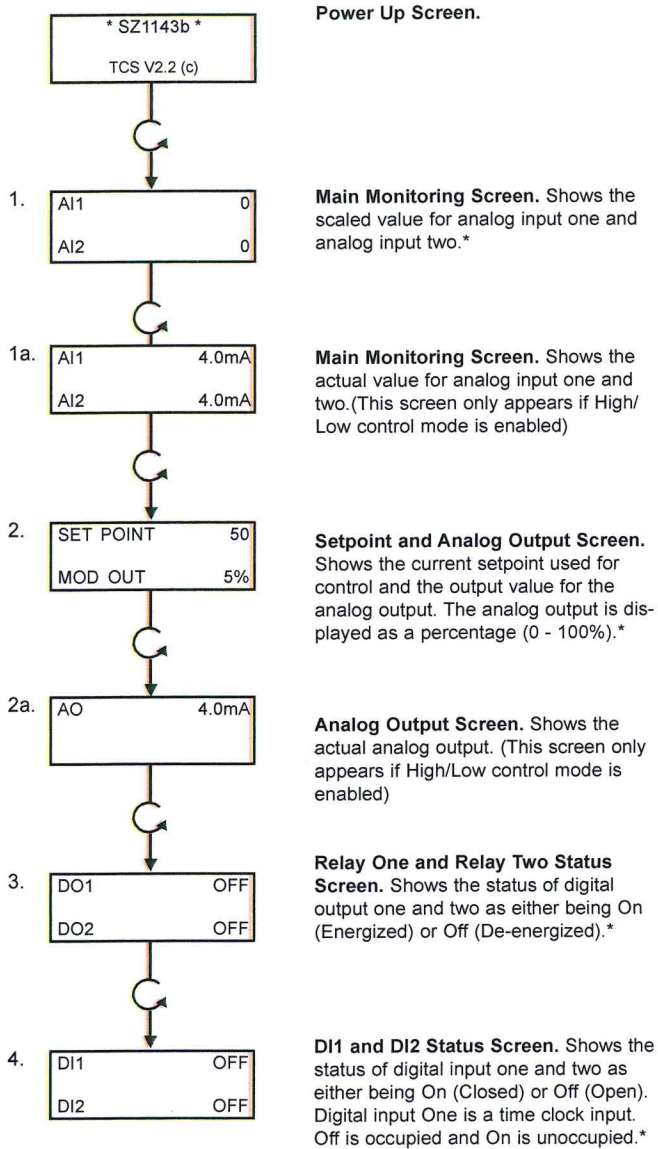 * SZ1143b *
TCS V2.2 (c)
Power Up Screen.
1.
AI1 0
AI2 0
Main Monitoring Screen. Shows the
scaled value for analog input one and
analog input two.*
1a.
AI1 4.0mA
AI2 4.0mA
Main Monitoring Screen. Shows the
actual value for analog input one and
two.(This screen only appears if High/
Low control mode is enabled)
2.
SET POINT 50
MOD OUT 5%
Setpoint and Analog Output Screen.
Shows the current setpoint used for
control and the output value for the
analog output. The analog output is dis-
played as a percentage (0 - 100%).*
2a.
AO 4.0mA
Analog Output Screen. Shows the
actual analog output. (This screen only
appears if High/Low control mode is
enabled)
3.
DO1 OFF
DO2 OFF
Relay One and Relay Two Status
Screen. Shows the status of digital
output one and two as either being On
(Energized) or Off (De-energized).*
4.
DI1 OFF
DI2 OFF
DI1 and DI2 Status Screen. Shows the
status of digital input one and two as
either being On (Closed) or Off (Open).
Digital input One is a time clock input.
Off is occupied and On is unoccupied.*